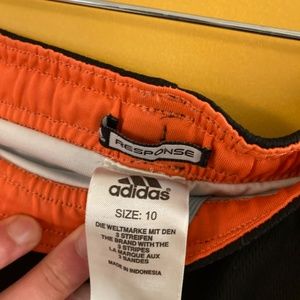 RESPONSE
adidas
SIZE: 10
DIE WELTMARKE MIT DEN
3 STREIFEN
THE BRAND WITH THE
3 STRIPES
LA MARQUE AUX
3 BANDES
MADE IN INDONESIA